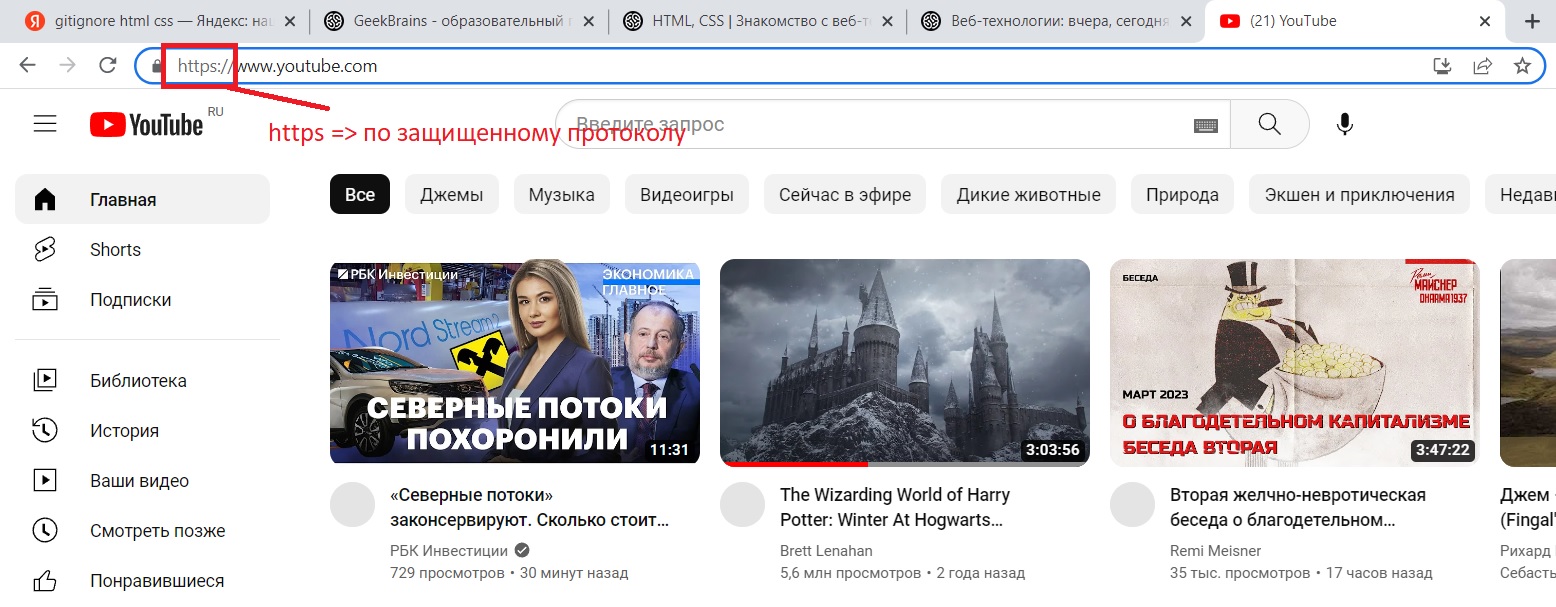 gitignore html css — Яндекс: на
GeekBrains - образовательный
HTML, CSS | Знакомство с веб-т
Веб-технологии: вчера, сегодня
(21) YouTube
https://www.youtube.com
YouTube RU
https => по защищенному протоколу
Введите запрос
Все
Джемы
Музыка
Видеоигры
Сейчас в эфире
Дикие животные
Природа
Экшен и приключения
Недав
Главная
Shorts
Подписки
Библиотека
История
Ваши видео
Смотреть позже
Понравившиеся
РБК Инвестиции
ЭКОНОМИКА
ГЛАВНОЕ
Nord Stream 2
СЕВЕРНЫЕ ПОТОКИ
ПОХОРОНИЛИ
11:31
«Северные потоки»
законсервируют. Сколько стоит...
РБК Инвестиции
729 просмотров • 30 минут назад
3:03:56
The Wizarding World of Harry
Potter: Winter At Hogwarts...
Brett Lenahan
5,6 млн просмотров • 2 года назад
БЕСЕДА
Реми
МАЙСНЕР
DHARMA1937
МАРТ 2023
О БЛАГОДЕТЕЛЬНОМ КАПИТАЛИЗМЕ
БЕСЕДА ВТОРАЯ
3:47:22
Вторая желчно-невротическая
беседа о благодетельном...
Remi Meisner
35 тыс. просмотров • 17 часов назад
Джем
(Fingal'
Рихард
Себасть